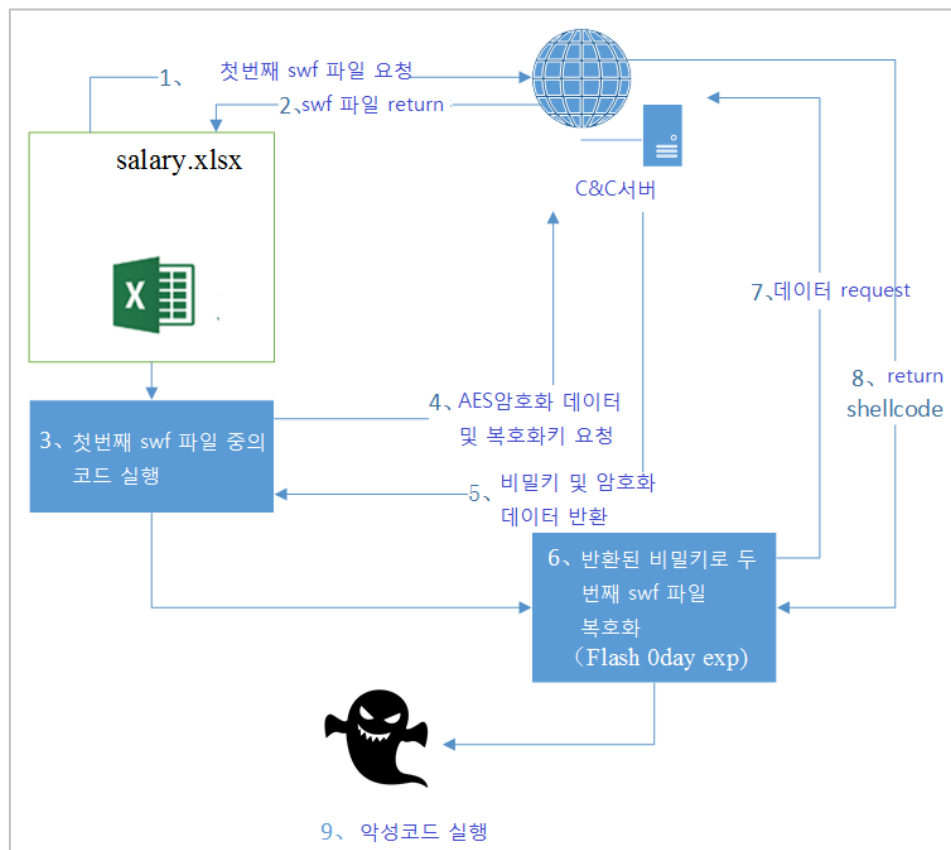 1、 첫번째 swf 파일 요청
2、swf 파일 return
salary.xlsx
X
C&C서버
7、데이터 request
8、return
shellcode
4、AES암호화 데이터
및 복호화키 요청
3、첫번째 swf 파일 중의
코드 실행
5、비밀키 및 암호화
데이터 반환
6、반환된 비밀키로 두
번째 swf 파일
복호화
(Flash 0day exp)
9、악성코드 실행